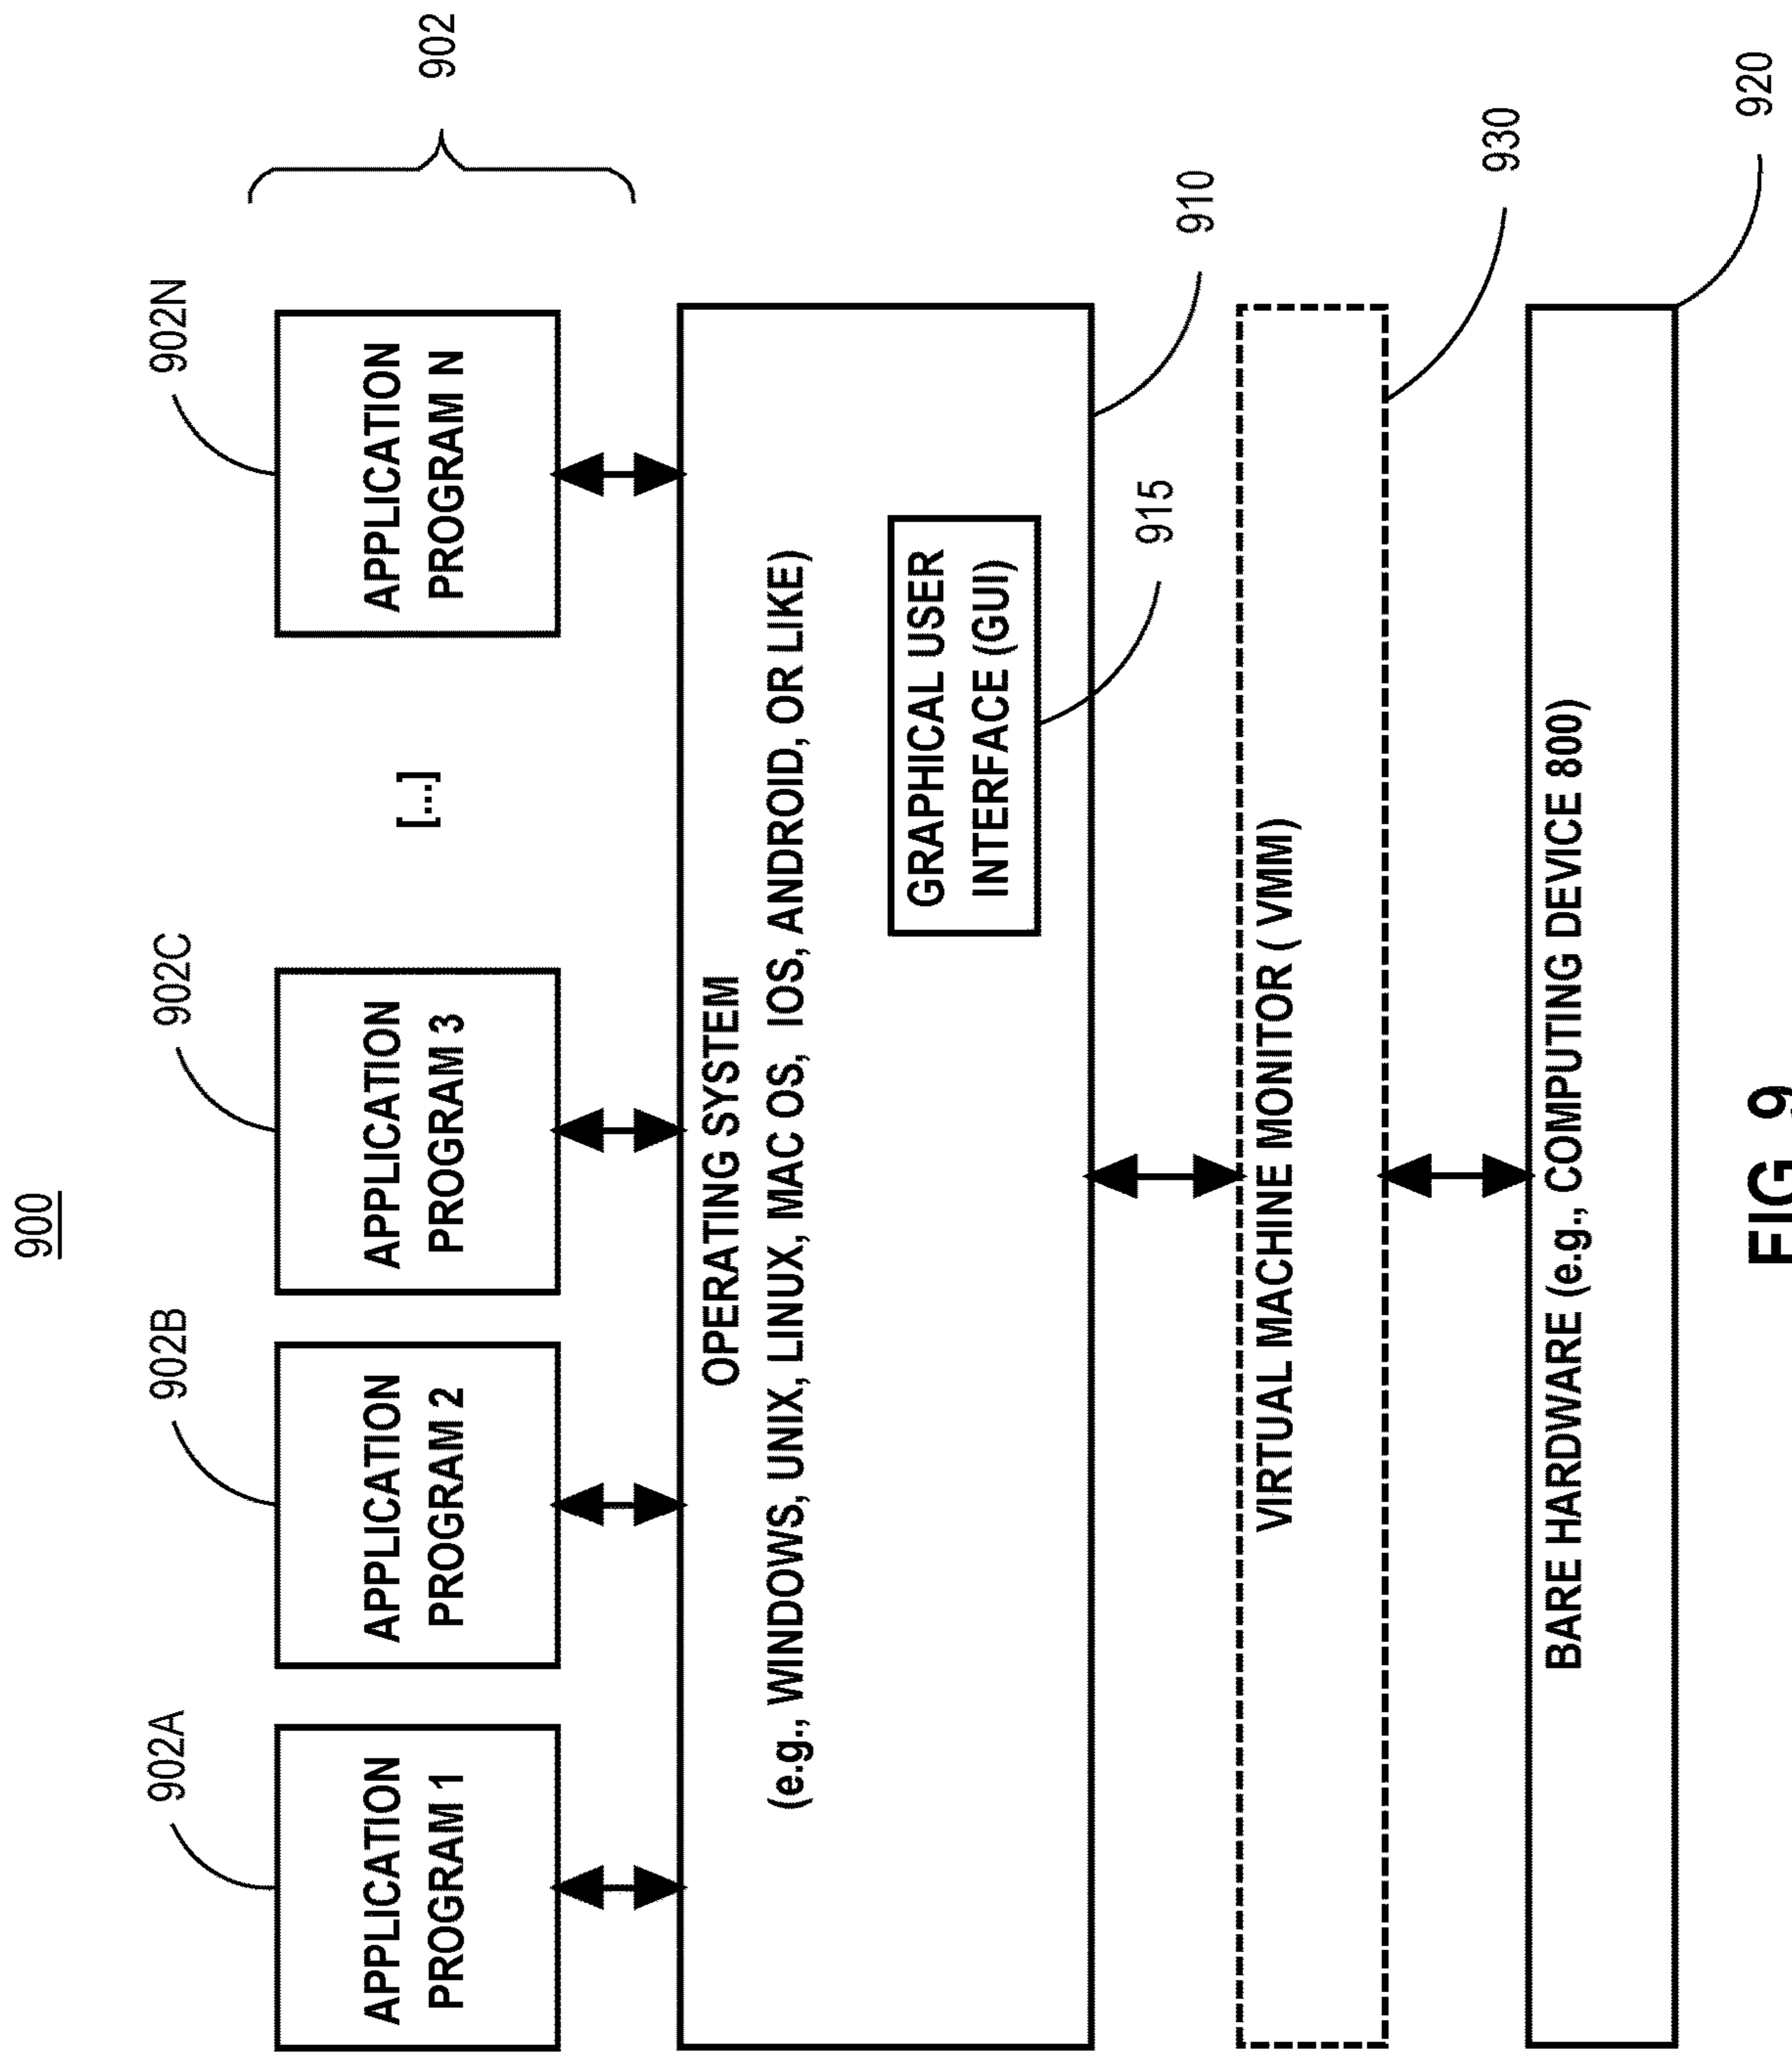 900
902A
902B
902C
902N
902
APPLICATION
PROGRAM 1
APPLICATION
PROGRAM 2
APPLICATION
PROGRAM 3
[...]
APPLICATION
PROGRAM N
OPERATING SYSTEM
(e.g., WINDOWS, UNIX, LINUX, MAC OS, IOS, ANDROID, OR LIKE)
GRAPHICAL USER
INTERFACE (GUI)
910
915
VIRTUAL MACHINE MONITOR ( VMM)
930
BARE HARDWARE (e.g., COMPUTING DEVICE 800)
920
FIG. 9